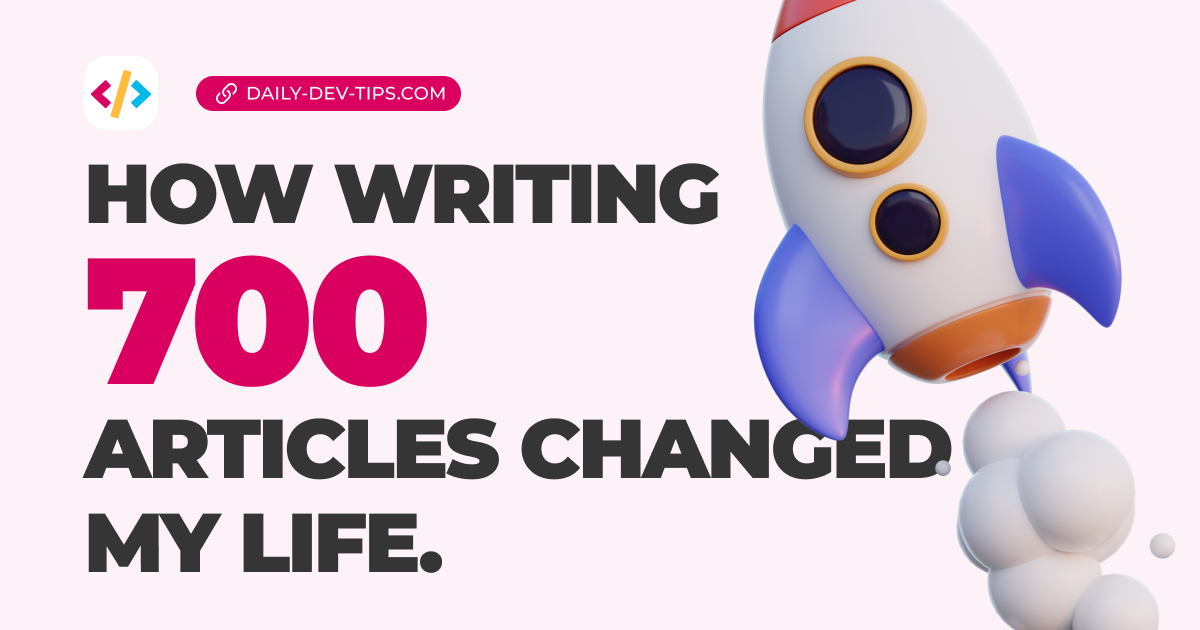 DAILY-DEV-TIPS.COM
HOW WRITING
700
ARTICLES CHANGED
MY LIFE.